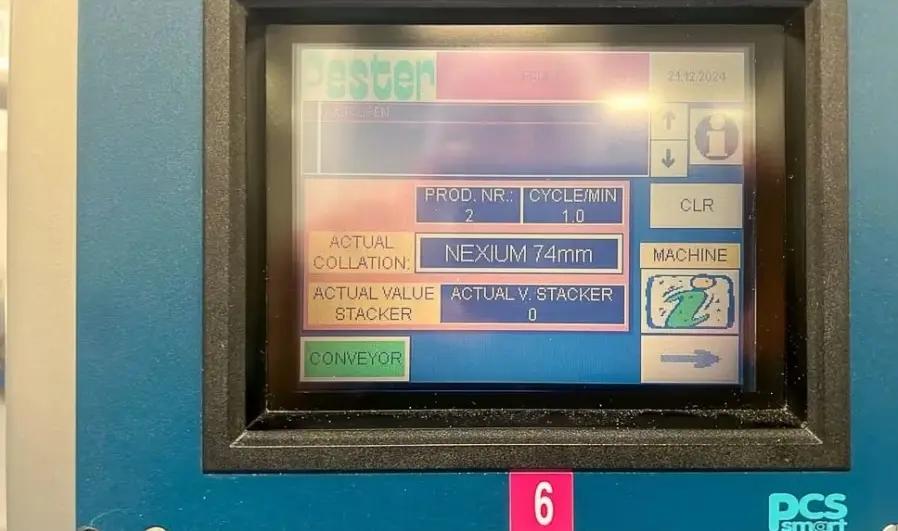 Pester
21.12.2024
PROD. NR.: CYCLE/MIN
2 1.0
CLR
ACTUAL
COLLATION:
NEXIUM 74mm
MACHINE
ACTUAL VALUE
STACKER
ACTUAL V. STACKER
0
CONVEYOR
6
pcs
smart